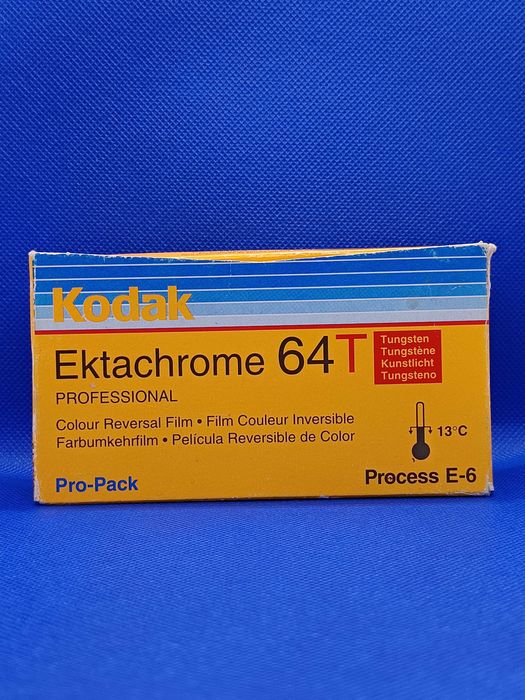 Kodak
Ektachrome 64T
Tungsten
Tungstène
Kunstlicht
Tungsteno
PROFESSIONAL
Colour Reversal Film • Film Couleur Inversible
Farbumkehrfilm • Película Reversible de Color
13°C
Pro-Pack
Process E-6